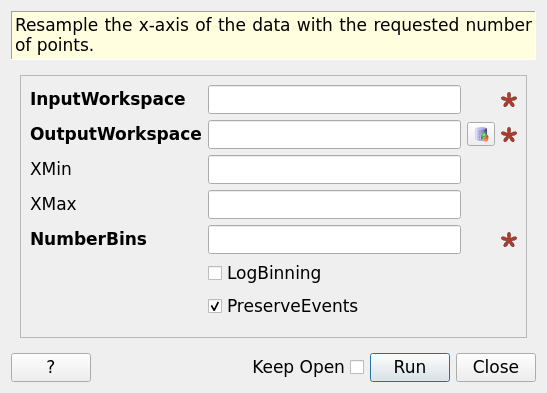 Resample the x-axis of the data with the requested number
of points.
InputWorkspace
OutputWorkspace
XMin
XMax
NumberBins
LogBinning
PreserveEvents
? Keep Open Run Close